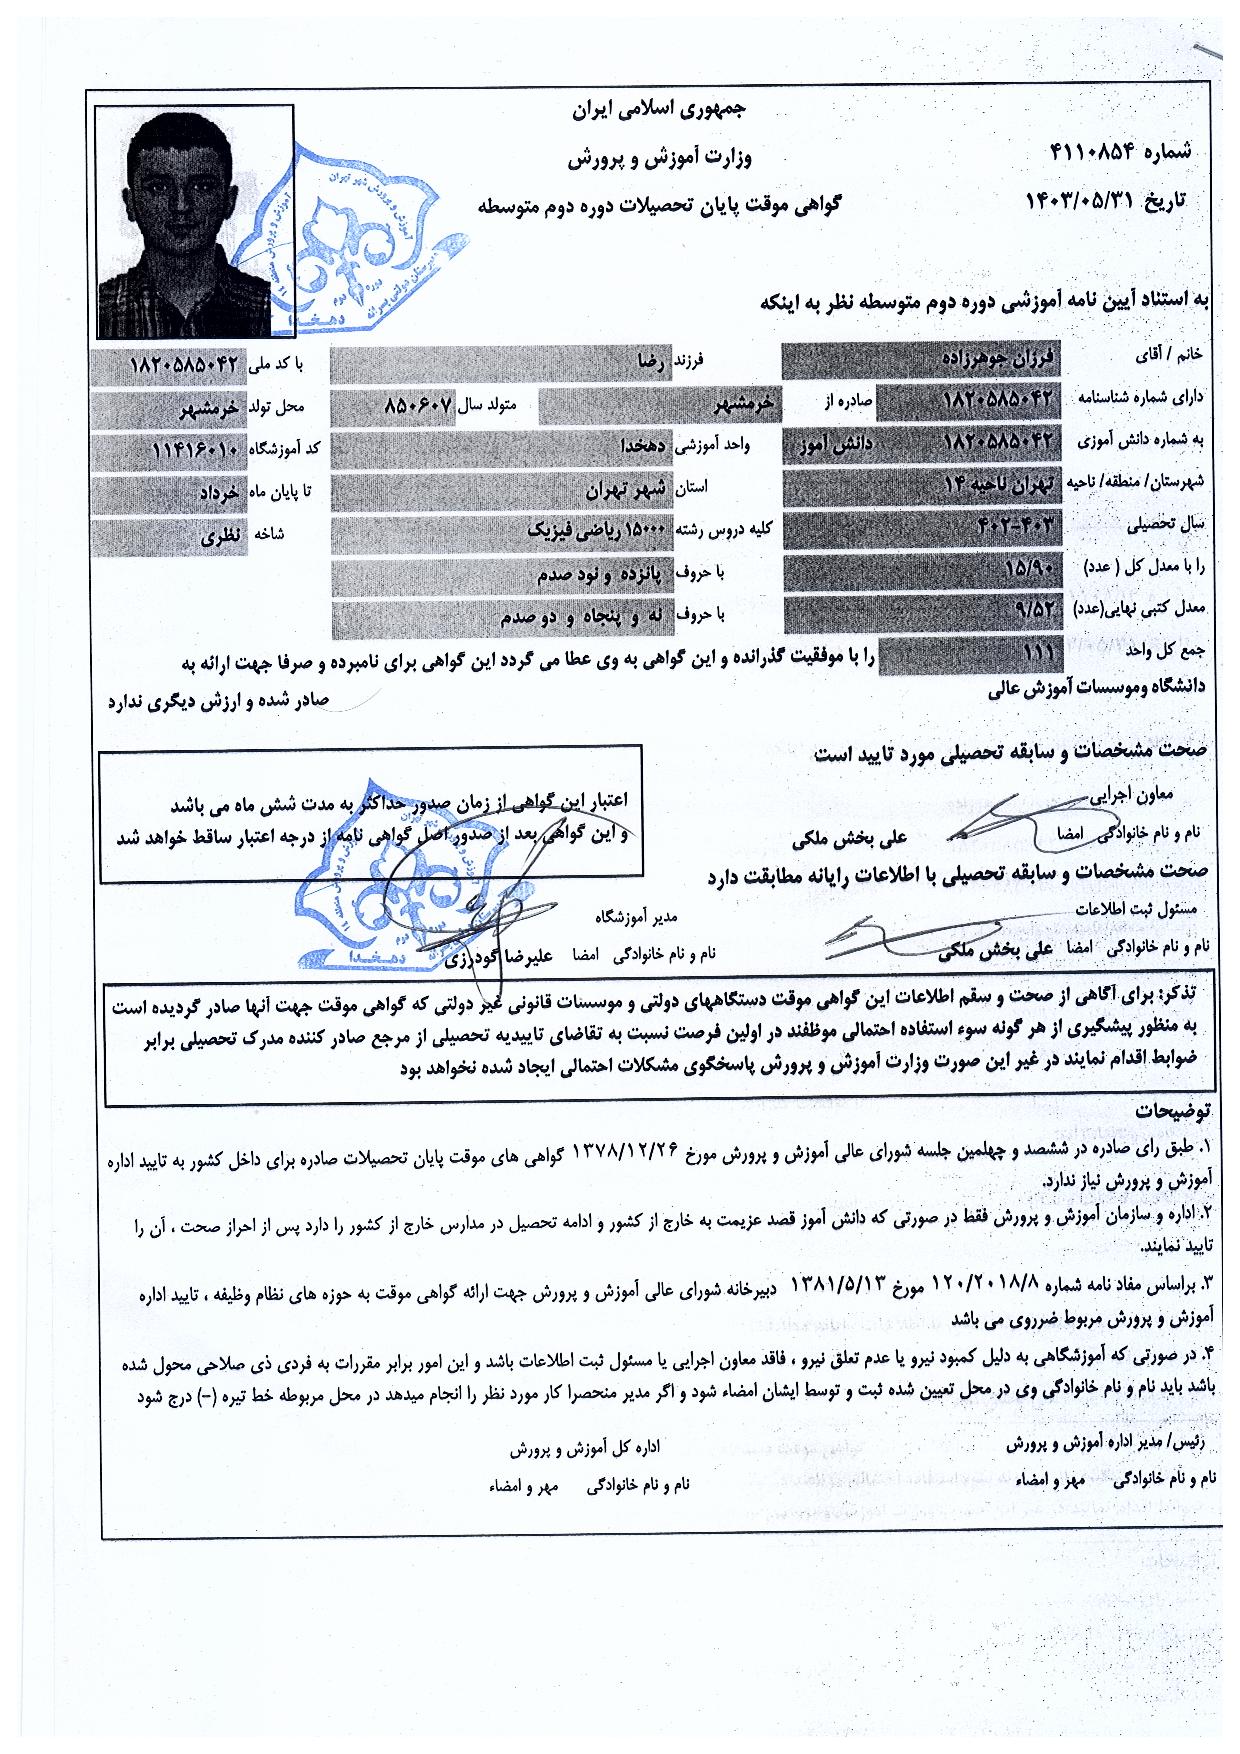 جمهوری اسلامی ایران
وزارت آموزش و پرورش
گواهی موقت پایان تحصیلات دوره دوم متوسطه
شماره ۴۱۱۰۸۵۴
تاریخ ۱۴۰۳/۰۵/۳۱
آموزش و پرورش شهر تهران
دوره دوم
دهخدا
به استناد آیین نامه آموزشی دوره دوم متوسطه نظر به اینکه
خانم / آقای فرزان جوهرزاده فرزند رضا با کد ملی ۱۸۲۰۵۸۵۰۴۲
دارای شماره شناسنامه ۱۸۲۰۵۸۵۰۴۲ صادره از خرمشهر متولد سال ۸۵۰۶۰۷ محل تولد خرمشهر
به شماره دانش آموزی ۱۸۲۰۵۸۵۰۴۲ دانش آموز واحد آموزشی دهخدا کد آموزشگاه ۱۱۴۱۶۰۱۰
شهرستان/ منطقه/ ناحیه تهران ناحیه ۱۴ استان شهر تهران تا پایان ماه خرداد
سال تحصیلی ۴۰۲-۴۰۳ کلیه دروس رشته ۱۵۰۰۰ ریاضی فیزیک شاخه نظری
را با معدل کل ( عدد) ۱۵/۹۰ با حروف پانزده و نود صدم
معدل کتبی نهایی(عدد) ۹/۵۲ با حروف نه و پنجاه و دو صدم
جمع کل واحد ۱۱۱ را با موفقیت گذرانده و این گواهی به وی عطا می گردد این گواهی برای نامبرده و صرفا جهت ارائه به
دانشگاه وموسسات آموزش عالی صادر شده و ارزش دیگری ندارد
صحت مشخصات و سابقه تحصیلی مورد تایید است
معاون اجرایی
نام و نام خانوادگی امضا علی بخش ملکی
اعتبار این گواهی از زمان صدور حداکثر به مدت شش ماه می باشد
و این گواهی بعد از صدور اصل گواهی نامه از درجه اعتبار ساقط خواهد شد
صحت مشخصات و سابقه تحصیلی با اطلاعات رایانه مطابقت دارد
مسئول ثبت اطلاعات
نام و نام خانوادگی امضا علی بخش ملکی
مدیر آموزشگاه
نام و نام خانوادگی امضا علیرضا گودرزی
دهخدا
تذکر: برای آگاهی از صحت و سقم اطلاعات این گواهی موقت دستگاههای دولتی و موسسات قانونی غیر دولتی که گواهی موقت جهت آنها صادر گردیده است
به منظور پیشگیری از هر گونه سوء استفاده احتمالی موظفند در اولین فرصت نسبت به تقاضای تاییدیه تحصیلی از مرجع صادر کننده مدرک تحصیلی برابر
ضوابط اقدام نمایند در غیر این صورت وزارت آموزش و پرورش پاسخگوی مشکلات احتمالی ایجاد شده نخواهد بود
توضیحات
۱. طبق رای صادره در ششصد و چهلمین جلسه شورای عالی آموزش و پرورش مورخ ۱۳۷۸/۱۲/۲۶ گواهی های موقت پایان تحصیلات صادره برای داخل کشور به تایید اداره
آموزش و پرورش نیاز ندارد.
۲. اداره و سازمان آموزش و پرورش فقط در صورتی که دانش آموز قصد عزیمت به خارج از کشور و ادامه تحصیل در مدارس خارج از کشور را دارد پس از احراز صحت ، آن را
تایید نمایند.
۳. براساس مفاد نامه شماره ۱۲۰/۲۰۱۸/۸ مورخ ۱۳۸۱/۵/۱۳ دبیرخانه شورای عالی آموزش و پرورش جهت ارائه گواهی موقت به حوزه های نظام وظیفه ، تایید اداره
آموزش و پرورش مربوط ضرروی می باشد
۴. در صورتی که آموزشگاهی به دلیل کمبود نیرو یا عدم تعلق نیرو ، فاقد معاون اجرایی یا مسئول ثبت اطلاعات باشد و این امور برابر مقررات به فردی ذی صلاحی محول شده
باشد باید نام و نام خانوادگی وی در محل تعیین شده ثبت و توسط ایشان امضاء شود و اگر مدیر منحصرا کار مورد نظر را انجام میدهد در محل مربوطه خط تیره (–) درج شود
رئیس/ مدیر اداره آموزش و پرورش
نام و نام خانوادگی مهر و امضاء
اداره کل آموزش و پرورش
نام و نام خانوادگی مهر و امضاء